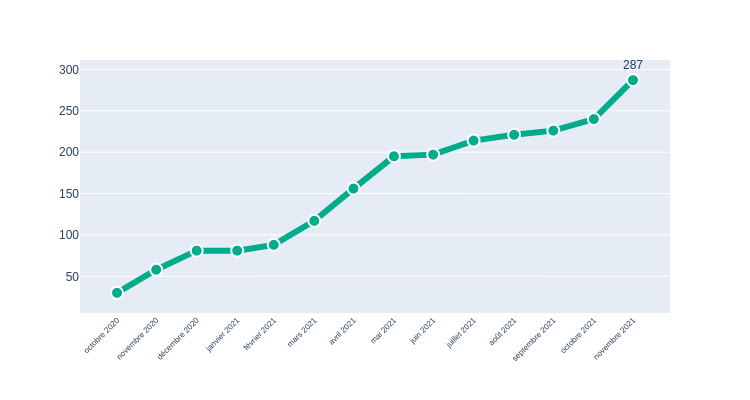 287
300
250
200
150
100
50
octobre 2020
novembre 2020
décembre 2020
janvier 2021
février 2021
mars 2021
avril 2021
mai 2021
juin 2021
juillet 2021
août 2021
septembre 2021
octobre 2021
novembre 2021